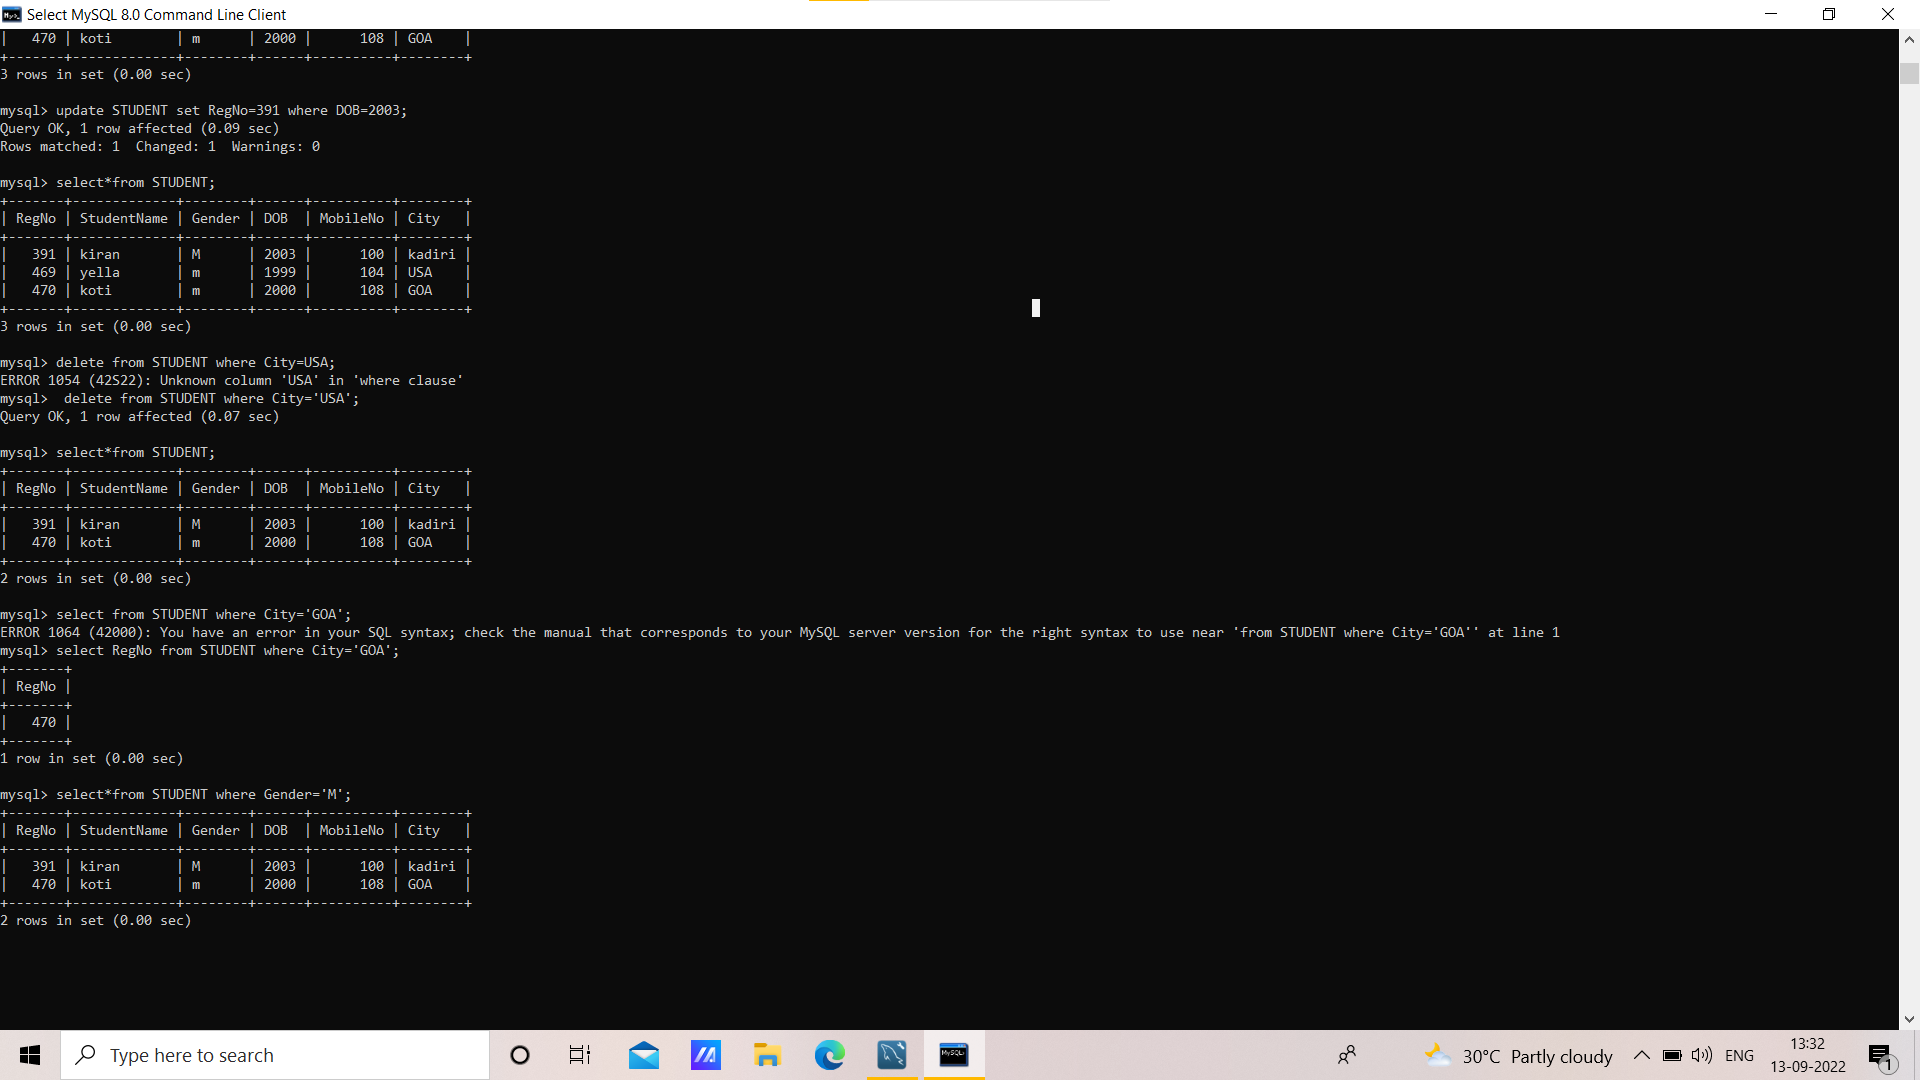 Select MySQL 8.0 Command Line Client
|   470 | koti        | m      | 2000 |      108 | GOA    |
+-------+-------------+--------+------+----------+--------+
3 rows in set (0.00 sec)
mysql> update STUDENT set RegNo=391 where DOB=2003;
Query OK, 1 row affected (0.09 sec)
Rows matched: 1  Changed: 1  Warnings: 0
mysql> select*from STUDENT;
+-------+-------------+--------+------+----------+--------+
| RegNo | StudentName | Gender | DOB  | MobileNo | City   |
+-------+-------------+--------+------+----------+--------+
|   391 | kiran       | M      | 2003 |      100 | kadiri |
|   469 | yella       | m      | 1999 |      104 | USA    |
|   470 | koti        | m      | 2000 |      108 | GOA    |
+-------+-------------+--------+------+----------+--------+
3 rows in set (0.00 sec)
mysql> delete from STUDENT where City=USA;
ERROR 1054 (42S22): Unknown column 'USA' in 'where clause'
mysql>  delete from STUDENT where City='USA';
Query OK, 1 row affected (0.07 sec)
mysql> select*from STUDENT;
+-------+-------------+--------+------+----------+--------+
| RegNo | StudentName | Gender | DOB  | MobileNo | City   |
+-------+-------------+--------+------+----------+--------+
|   391 | kiran       | M      | 2003 |      100 | kadiri |
|   470 | koti        | m      | 2000 |      108 | GOA    |
+-------+-------------+--------+------+----------+--------+
2 rows in set (0.00 sec)
mysql> select from STUDENT where City='GOA';
ERROR 1064 (42000): You have an error in your SQL syntax; check the manual that corresponds to your MySQL server version for the right syntax to use near 'from STUDENT where City='GOA'' at line 1
mysql> select RegNo from STUDENT where City='GOA';
+-------+
| RegNo |
+-------+
|   470 |
+-------+
1 row in set (0.00 sec)
mysql> select*from STUDENT where Gender='M';
+-------+-------------+--------+------+----------+--------+
| RegNo | StudentName | Gender | DOB  | MobileNo | City   |
+-------+-------------+--------+------+----------+--------+
|   391 | kiran       | M      | 2003 |      100 | kadiri |
|   470 | koti        | m      | 2000 |      108 | GOA    |
+-------+-------------+--------+------+----------+--------+
2 rows in set (0.00 sec)
Type here to search
30°C Partly cloudy
ENG
13:32
13-09-2022
1